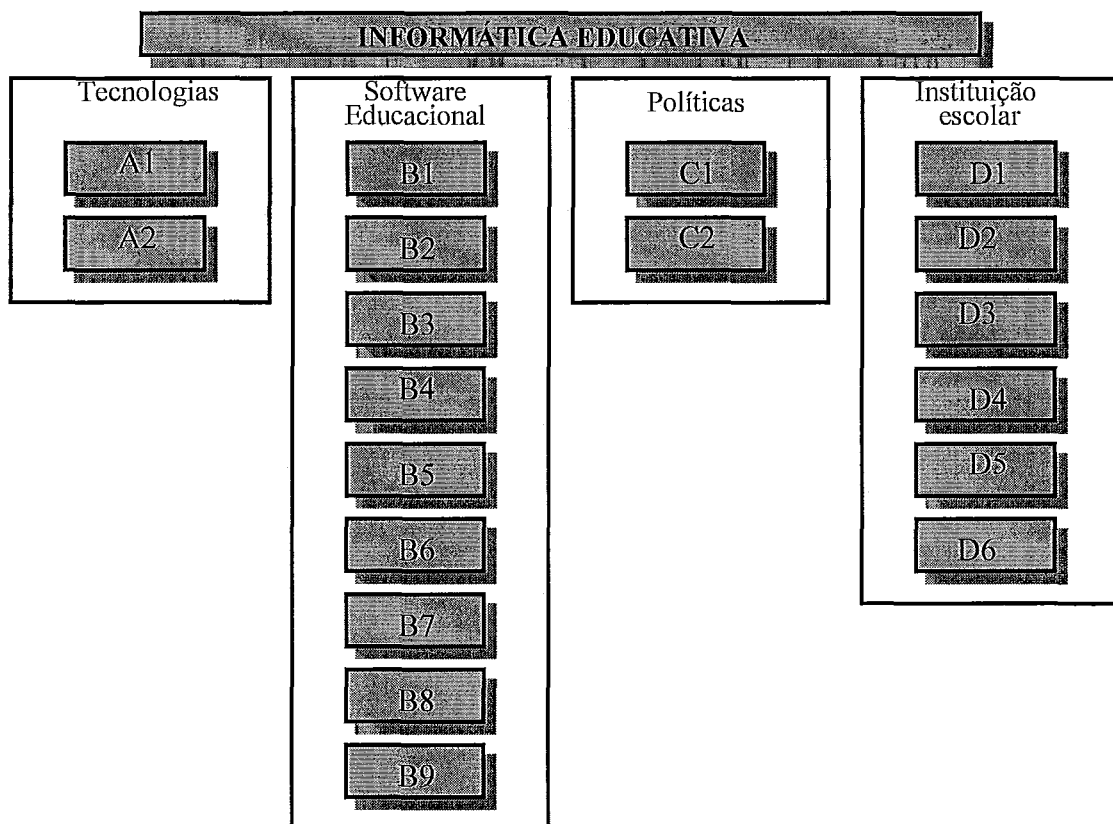 INFORMÁTICA EDUCATIVA
Tecnologias
A1
A2
Software
Educacional
B1
B2
B3
B4
B5
B6
B7
B8
B9
Políticas
C1
C2
Instituição
escolar
D1
D2
D3
D4
D5
D6